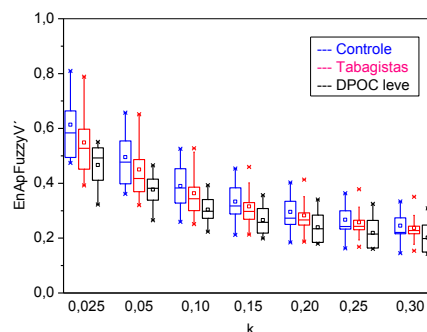 1,0
0,8
0,6
0,4
0,2
0,0
EnApFuzzyV´
--- Controle
--- Tabagistas
--- DPOC leve
0,025 0,05 0,10 0,15 0,20 0,25 0,30
k